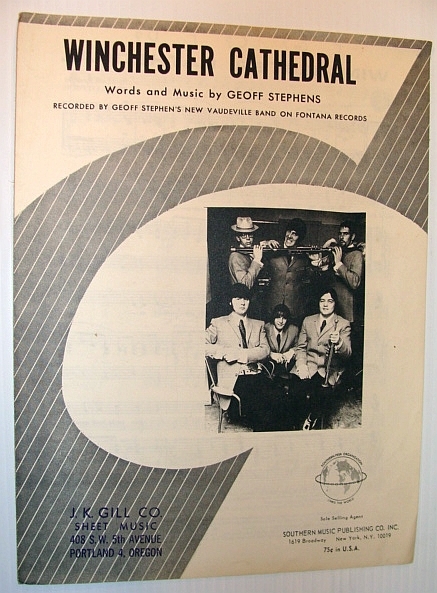 WINCHESTER CATHEDRAL
Words and Music by GEOFF STEPHENS
RECORDED BY GEOFF STEPHEN'S NEW VAUDEVILLE BAND ON FONTANA RECORDS
Sole Selling Agent
SOUTHERN MUSIC PUBLISHING CO. INC.
1619 Broadway New York, N.Y. 10019
75¢ in U.S.A.
J. K. GILL CO.
SHEET MUSIC
408 S. W. 5th AVENUE
PORTLAND 4, OREGON